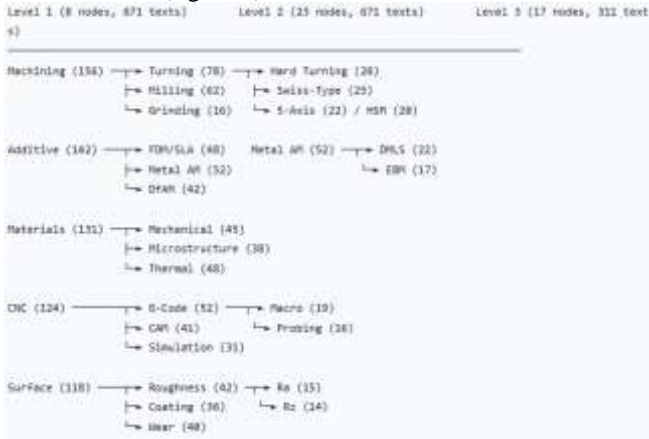 Level 1 (8 nodes, 671 texts) Level 2 (23 nodes, 671 texts) Level 3 (17 nodes, 312 text
s)
Machining (156) Turning (78) Hard Turning (26)
Milling (62) Swiss-Type (25)
Grinding (16) 5-Axis (22) / HSM (20)
Additive (142) FDM/SLA (48) Metal AM (52) DMLS (22)
Metal AM (52) EBM (17)
DfAM (42)
Materials (131) Mechanical (45)
Microstructure (38)
Thermal (48)
CNC (124) G-Code (52) Macro (19)
CAM (41) Probing (16)
Simulation (31)
Surface (118) Roughness (42) Ra (15)
Coating (36) Rz (14)
Wear (40)